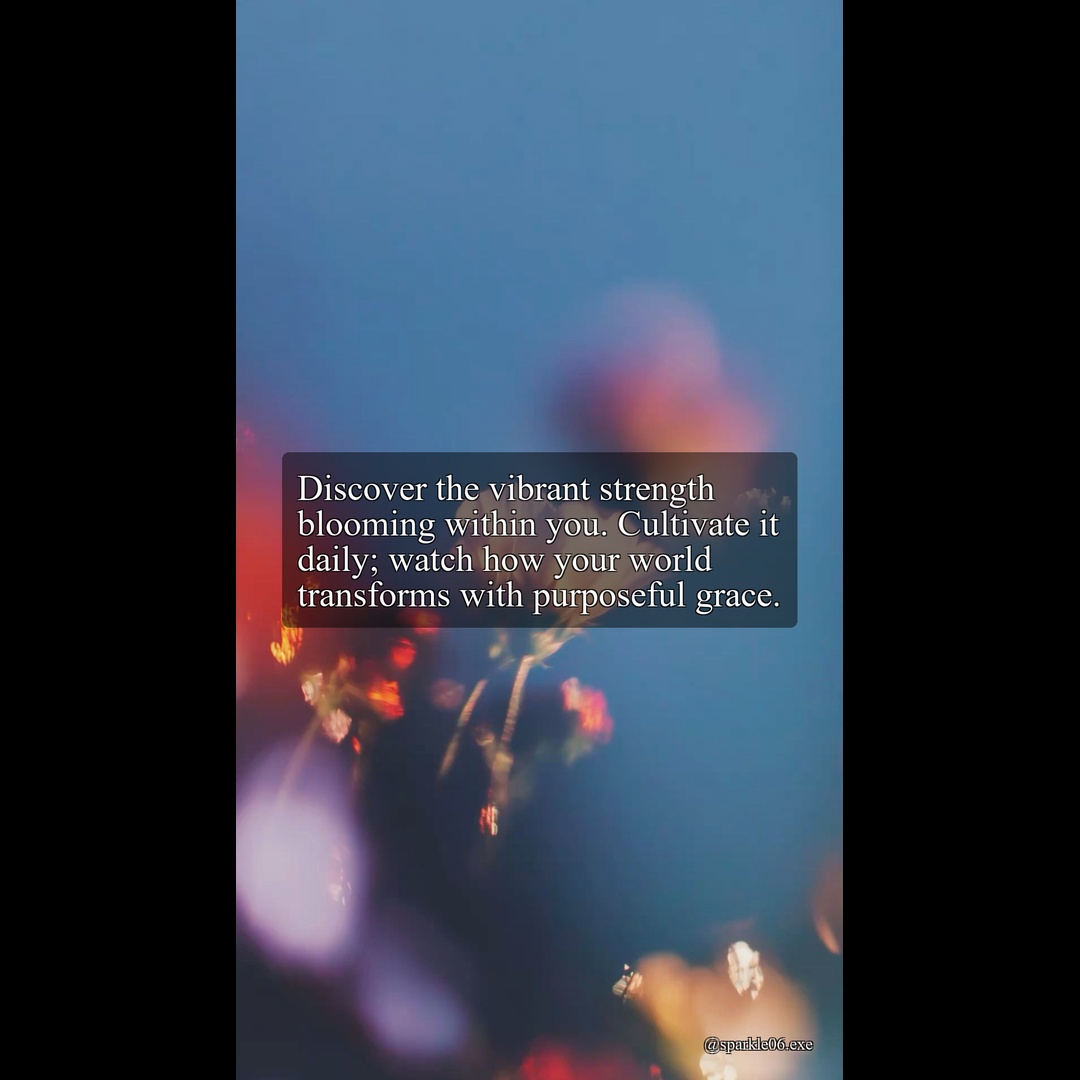 Discover the vibrant strength
blooming within you. Cultivate it
daily; watch how your world
transforms with purposeful grace.
@sparkle06.exe